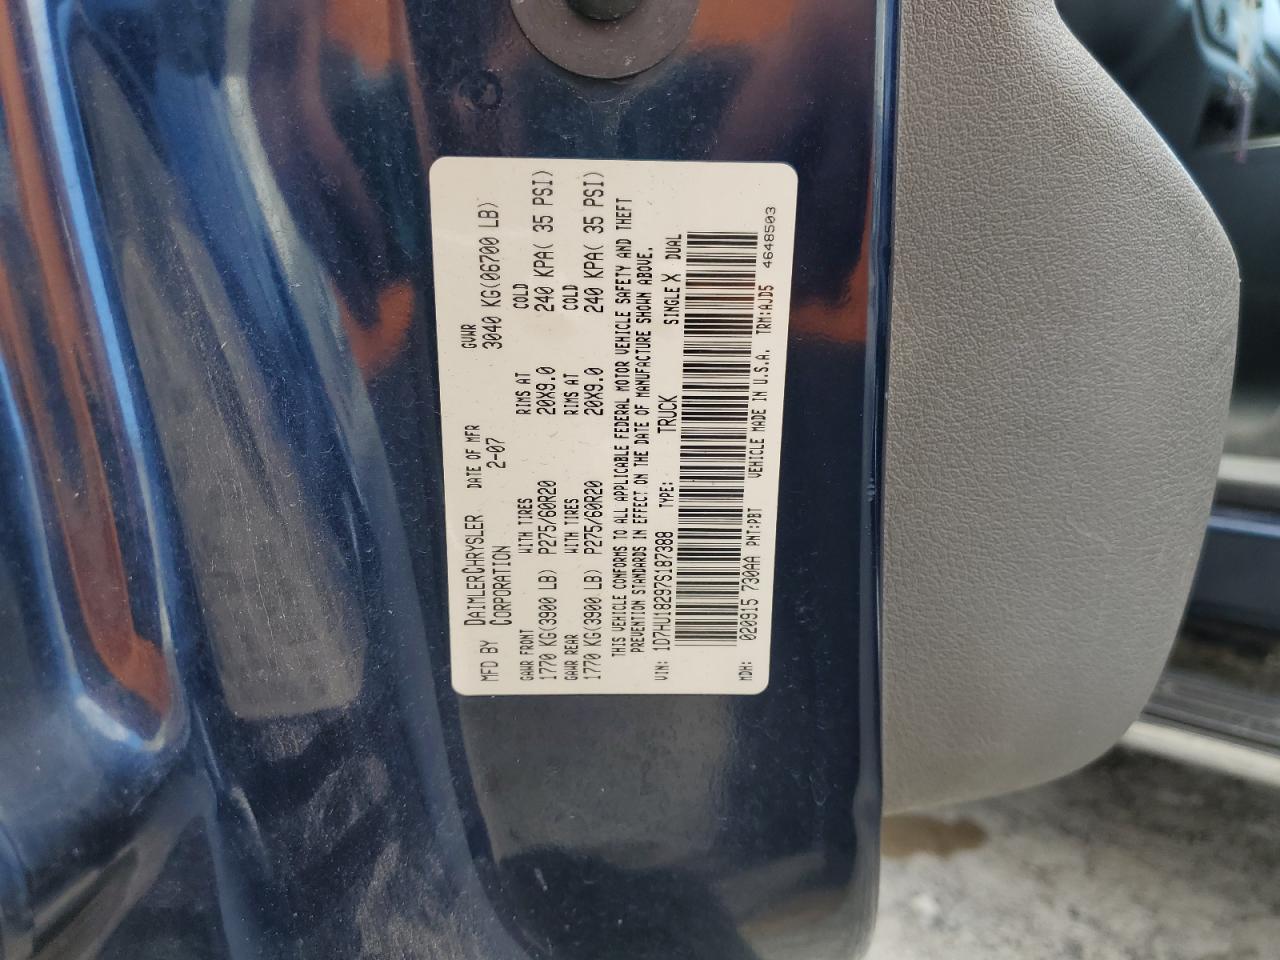 MFD BY DAIMLERCHRYSLER CORPORATION DATE OF MFR 2-07 GVWR 3040 KG(06700 LB)
GAWR FRONT WITH TIRES RIMS AT COLD
1770 KG(3900 LB) P275/60R20 20X9.0 240 KPA( 35 PSI)
GAWR REAR WITH TIRES RIMS AT COLD
1770 KG(3900 LB) P275/60R20 20X9.0 240 KPA( 35 PSI)
THIS VEHICLE CONFORMS TO ALL APPLICABLE FEDERAL MOTOR VEHICLE SAFETY AND THEFT
PREVENTION STANDARDS IN EFFECT ON THE DATE OF MANUFACTURE SHOWN ABOVE.
VIN: 1D7HU18297S187388 TYPE: TRUCK SINGLE X DUAL
MDH: 020915 730AA PNT:PBT VEHICLE MADE IN U.S.A. TRM:AJD5 4648503